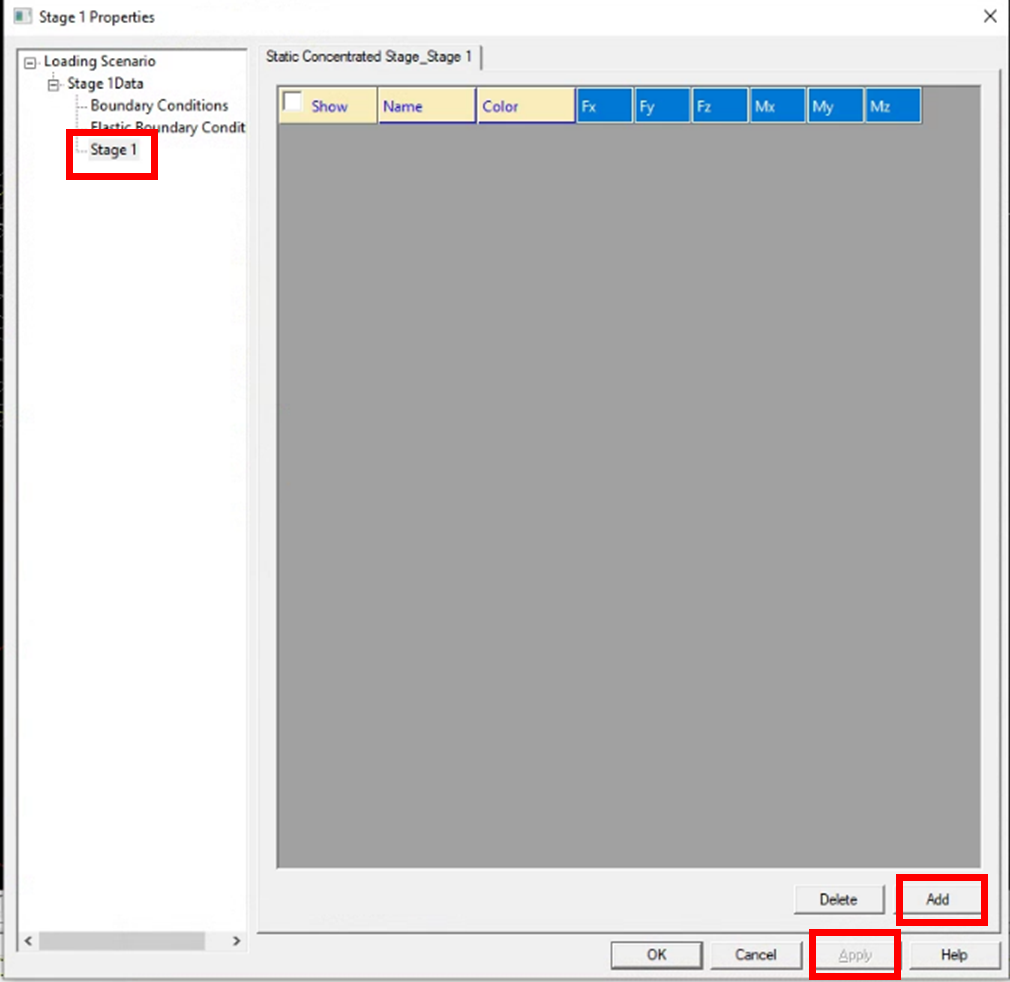 Stage 1 Properties
Loading Scenario
Stage 1Data
Boundary Conditions
Elastic Boundary Condit
Stage 1
Static Concentrated Stage_Stage 1
Show Name Color Fx Fy Fz Mx My Mz
Delete Add
OK Cancel Apply Help